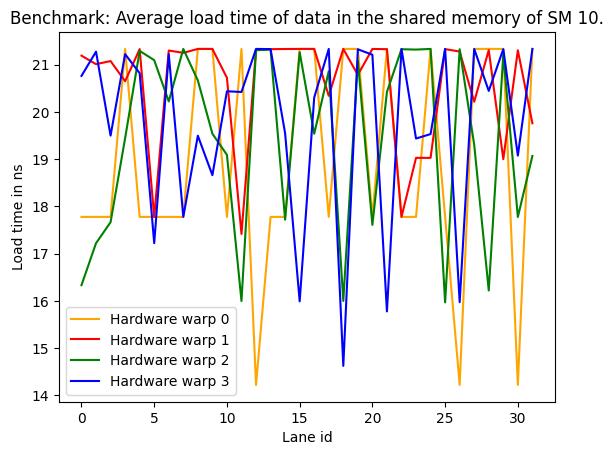 Benchmark: Average load time of data in the shared memory of SM 10.
Load time in ns
21
20
19
18
17
16
15
14
Hardware warp 0
Hardware warp 1
Hardware warp 2
Hardware warp 3
0 5 10 15 20 25 30
Lane id